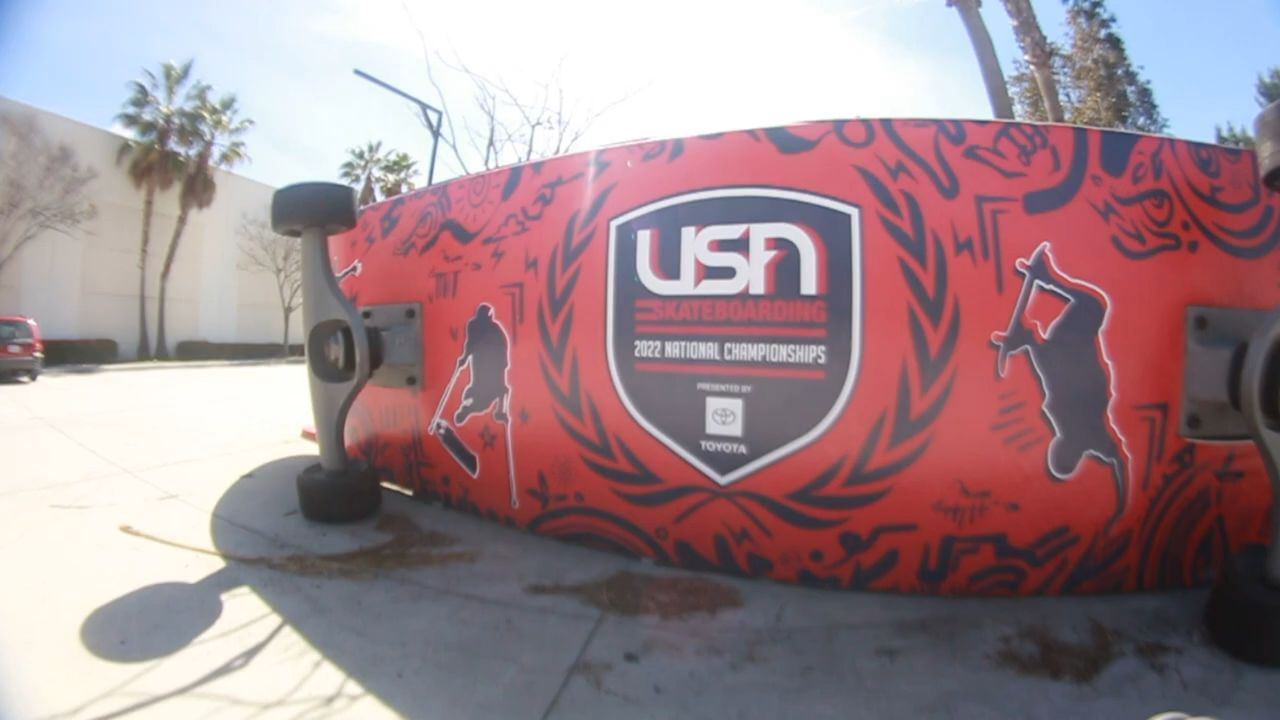 USA
SKATEBOARDING
2022 NATIONAL CHAMPIONSHIPS
PRESENTED BY
TOYOTA